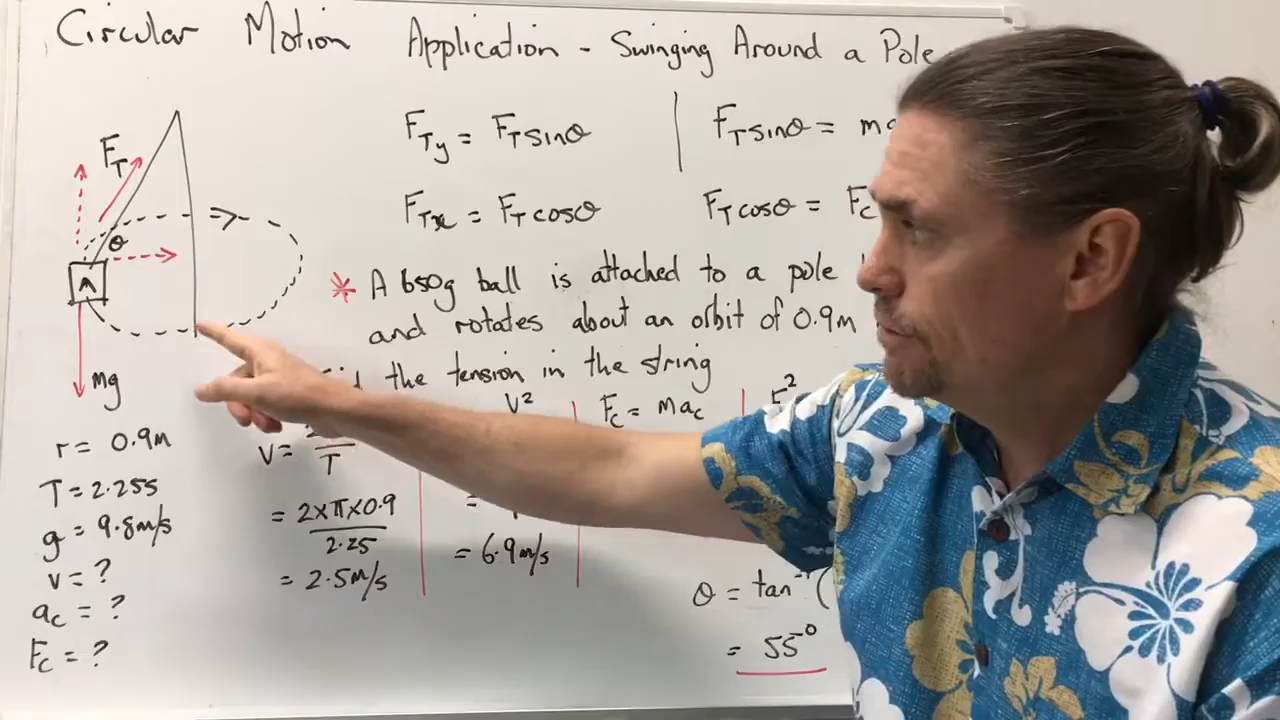 Circular Motion Application - Swinging Around a Pole
F_Ty = F_T sinθ
F_T sinθ =
F_Tx = F_T cosθ
F_T cosθ = F_c
F_T
θ
A
mg
* A 650g ball is attached to a pole
and rotates about an orbit of 0.9m
the tension in the string
r = 0.9m
T = 2.25s
g = 9.8m/s
v = ?
a_c = ?
F_c = ?
v =
T
= 2×π×0.9
2.25
= 2.5m/s
v²
=
= 6.9m/s
F_c = ma_c
θ = tan⁻¹(
= 55°